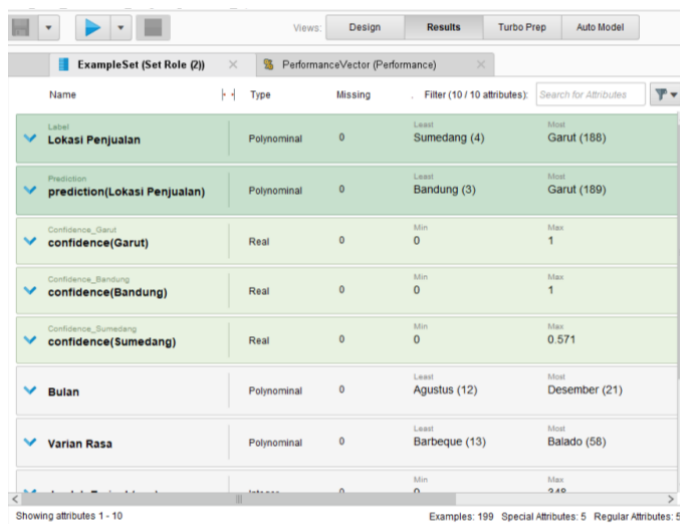 Views: Design Results Turbo Prep Auto Model
ExampleSet (Set Role (2)) PerformanceVector (Performance)
Name Type Missing Filter (10 / 10 attributes): Search for Attributes
Label Least Most
Lokasi Penjualan Polynominal 0 Sumedang (4) Garut (188)
Prediction Least Most
prediction(Lokasi Penjualan) Polynominal 0 Bandung (3) Garut (189)
Confidence_Garut Min Max
confidence(Garut) Real 0 0 1
Confidence_Bandung Min Max
confidence(Bandung) Real 0 0 1
Confidence_Sumedang Min Max
confidence(Sumedang) Real 0 0 0.571
Least Most
Bulan Polynominal 0 Agustus (12) Desember (21)
Least Most
Varian Rasa Polynominal 0 Barbeque (13) Balado (58)
Min Max
Showing attributes 1 - 10 Examples: 199 Special Attributes: 5 Regular Attributes: 5